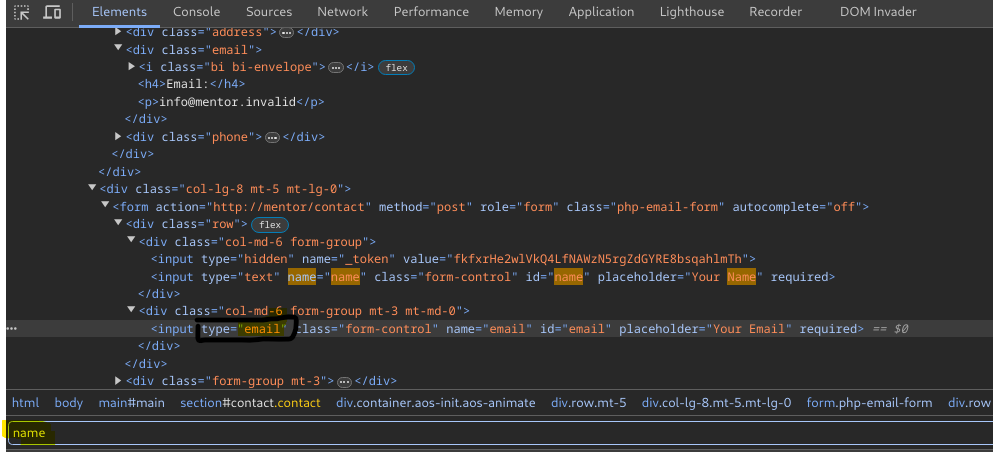 Elements Console Sources Network Performance Memory Application Lighthouse Recorder DOM Invader
<div class="address"> … </div>
<div class="email">
<i class="bi bi-envelope"> … </i> flex
<h4>Email:</h4>
<p>info@mentor.invalid</p>
</div>
<div class="phone"> … </div>
</div>
</div>
<div class="col-lg-8 mt-5 mt-lg-0">
<form action="http://mentor/contact" method="post" role="form" class="php-email-form" autocomplete="off">
<div class="row"> flex
<div class="col-md-6 form-group">
<input type="hidden" name="_token" value="fkfxrHe2wlVkQ4LfNAWzN5rgZdGYRE8bsqahlmTh">
<input type="text" name="name" class="form-control" id="name" placeholder="Your Name" required>
</div>
<div class="col-md-6 form-group mt-3 mt-md-0">
… <input type="email" class="form-control" name="email" id="email" placeholder="Your Email" required> == $0
</div>
</div>
<div class="form-group mt-3"> … </div>
html body main#main section#contact.contact div.container.aos-init.aos-animate div.row.mt-5 div.col-lg-8.mt-5.mt-lg-0 form.php-email-form div.row
name